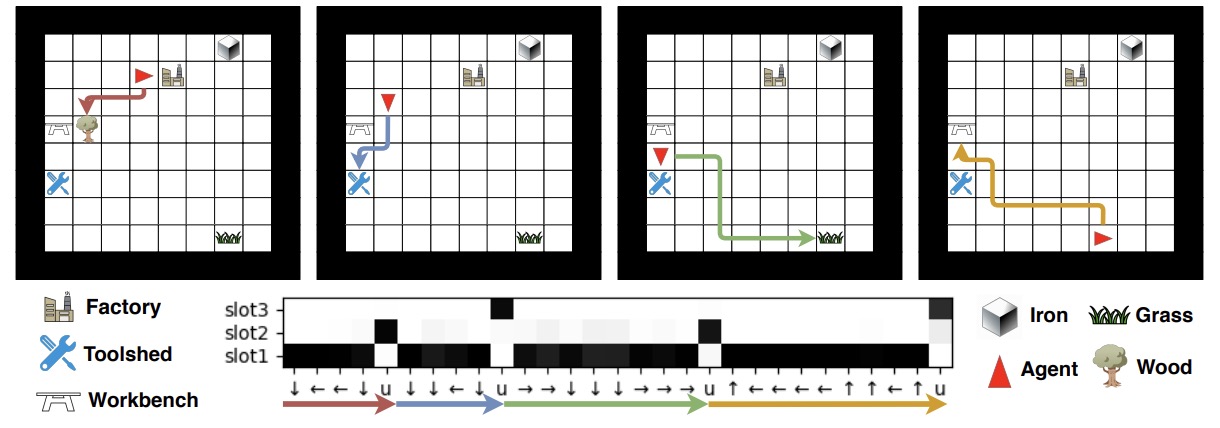 Factory
Toolshed
Workbench
slot3
slot2
slot1
↓ ← ← ↓ u ↓ ↓ ← ↓ u → → ↓ ↓ ↓ → → → u ↑ ← ← ← ← ↑ ↑ ← ↑ u
Iron
Grass
Agent
Wood